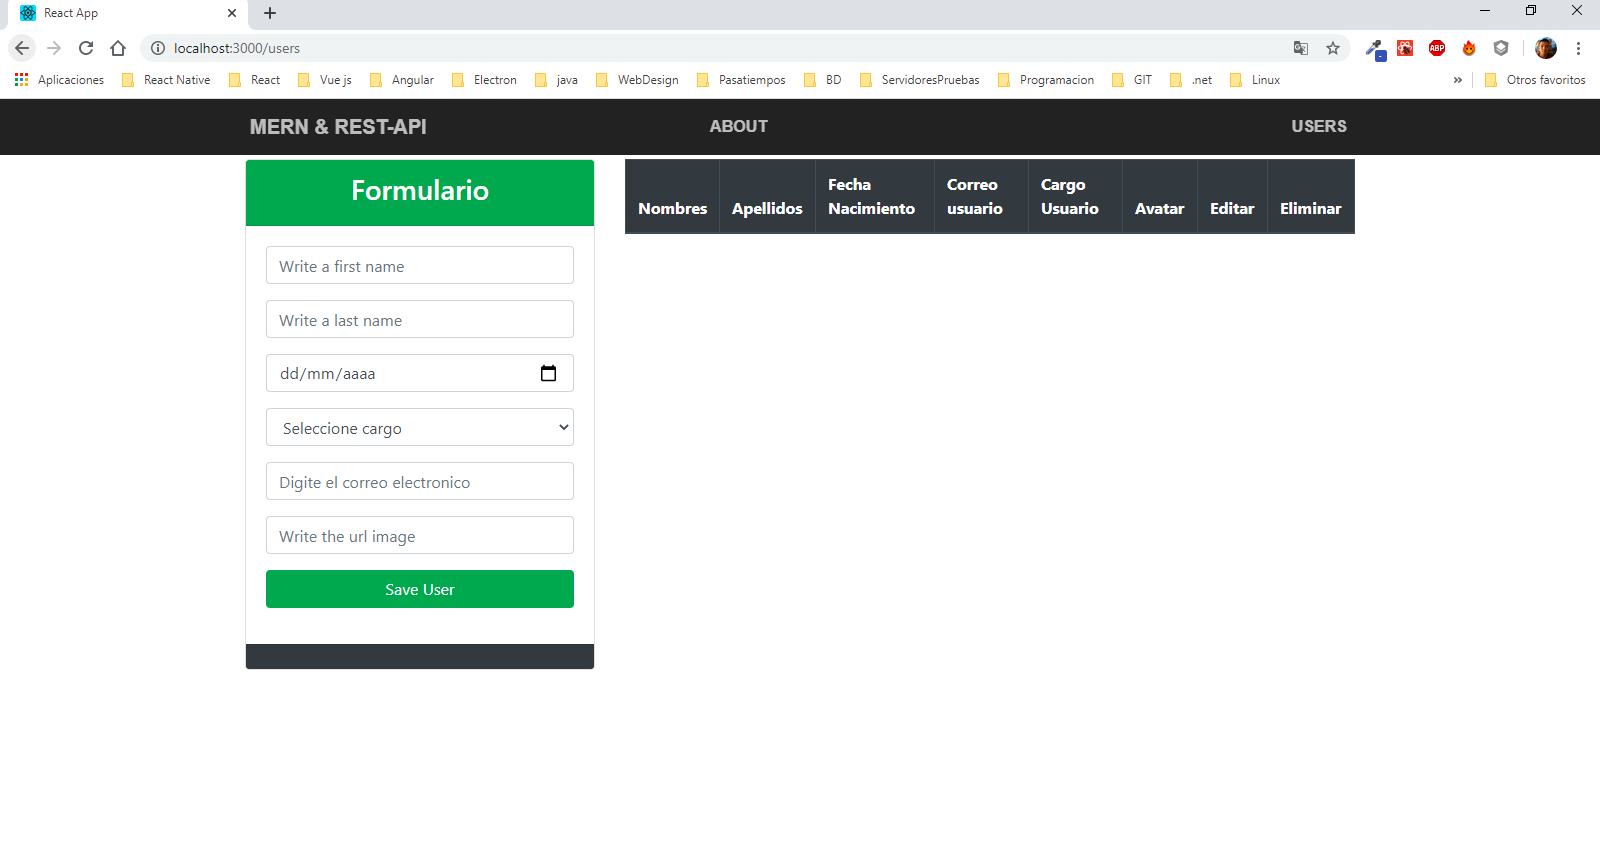 React App
localhost:3000/users
Aplicaciones React Native React Vue js Angular Electron java WebDesign Pasatiempos BD ServidoresPruebas Programacion GIT .net Linux » Otros favoritos
MERN & REST-API ABOUT USERS
Formulario
Write a first name
Write a last name
dd/mm/aaaa
Seleccione cargo
Digite el correo electronico
Write the url image
Save User
Nombres
Apellidos
Fecha
Nacimiento
Correo
usuario
Cargo
Usuario
Avatar
Editar
Eliminar
ABP